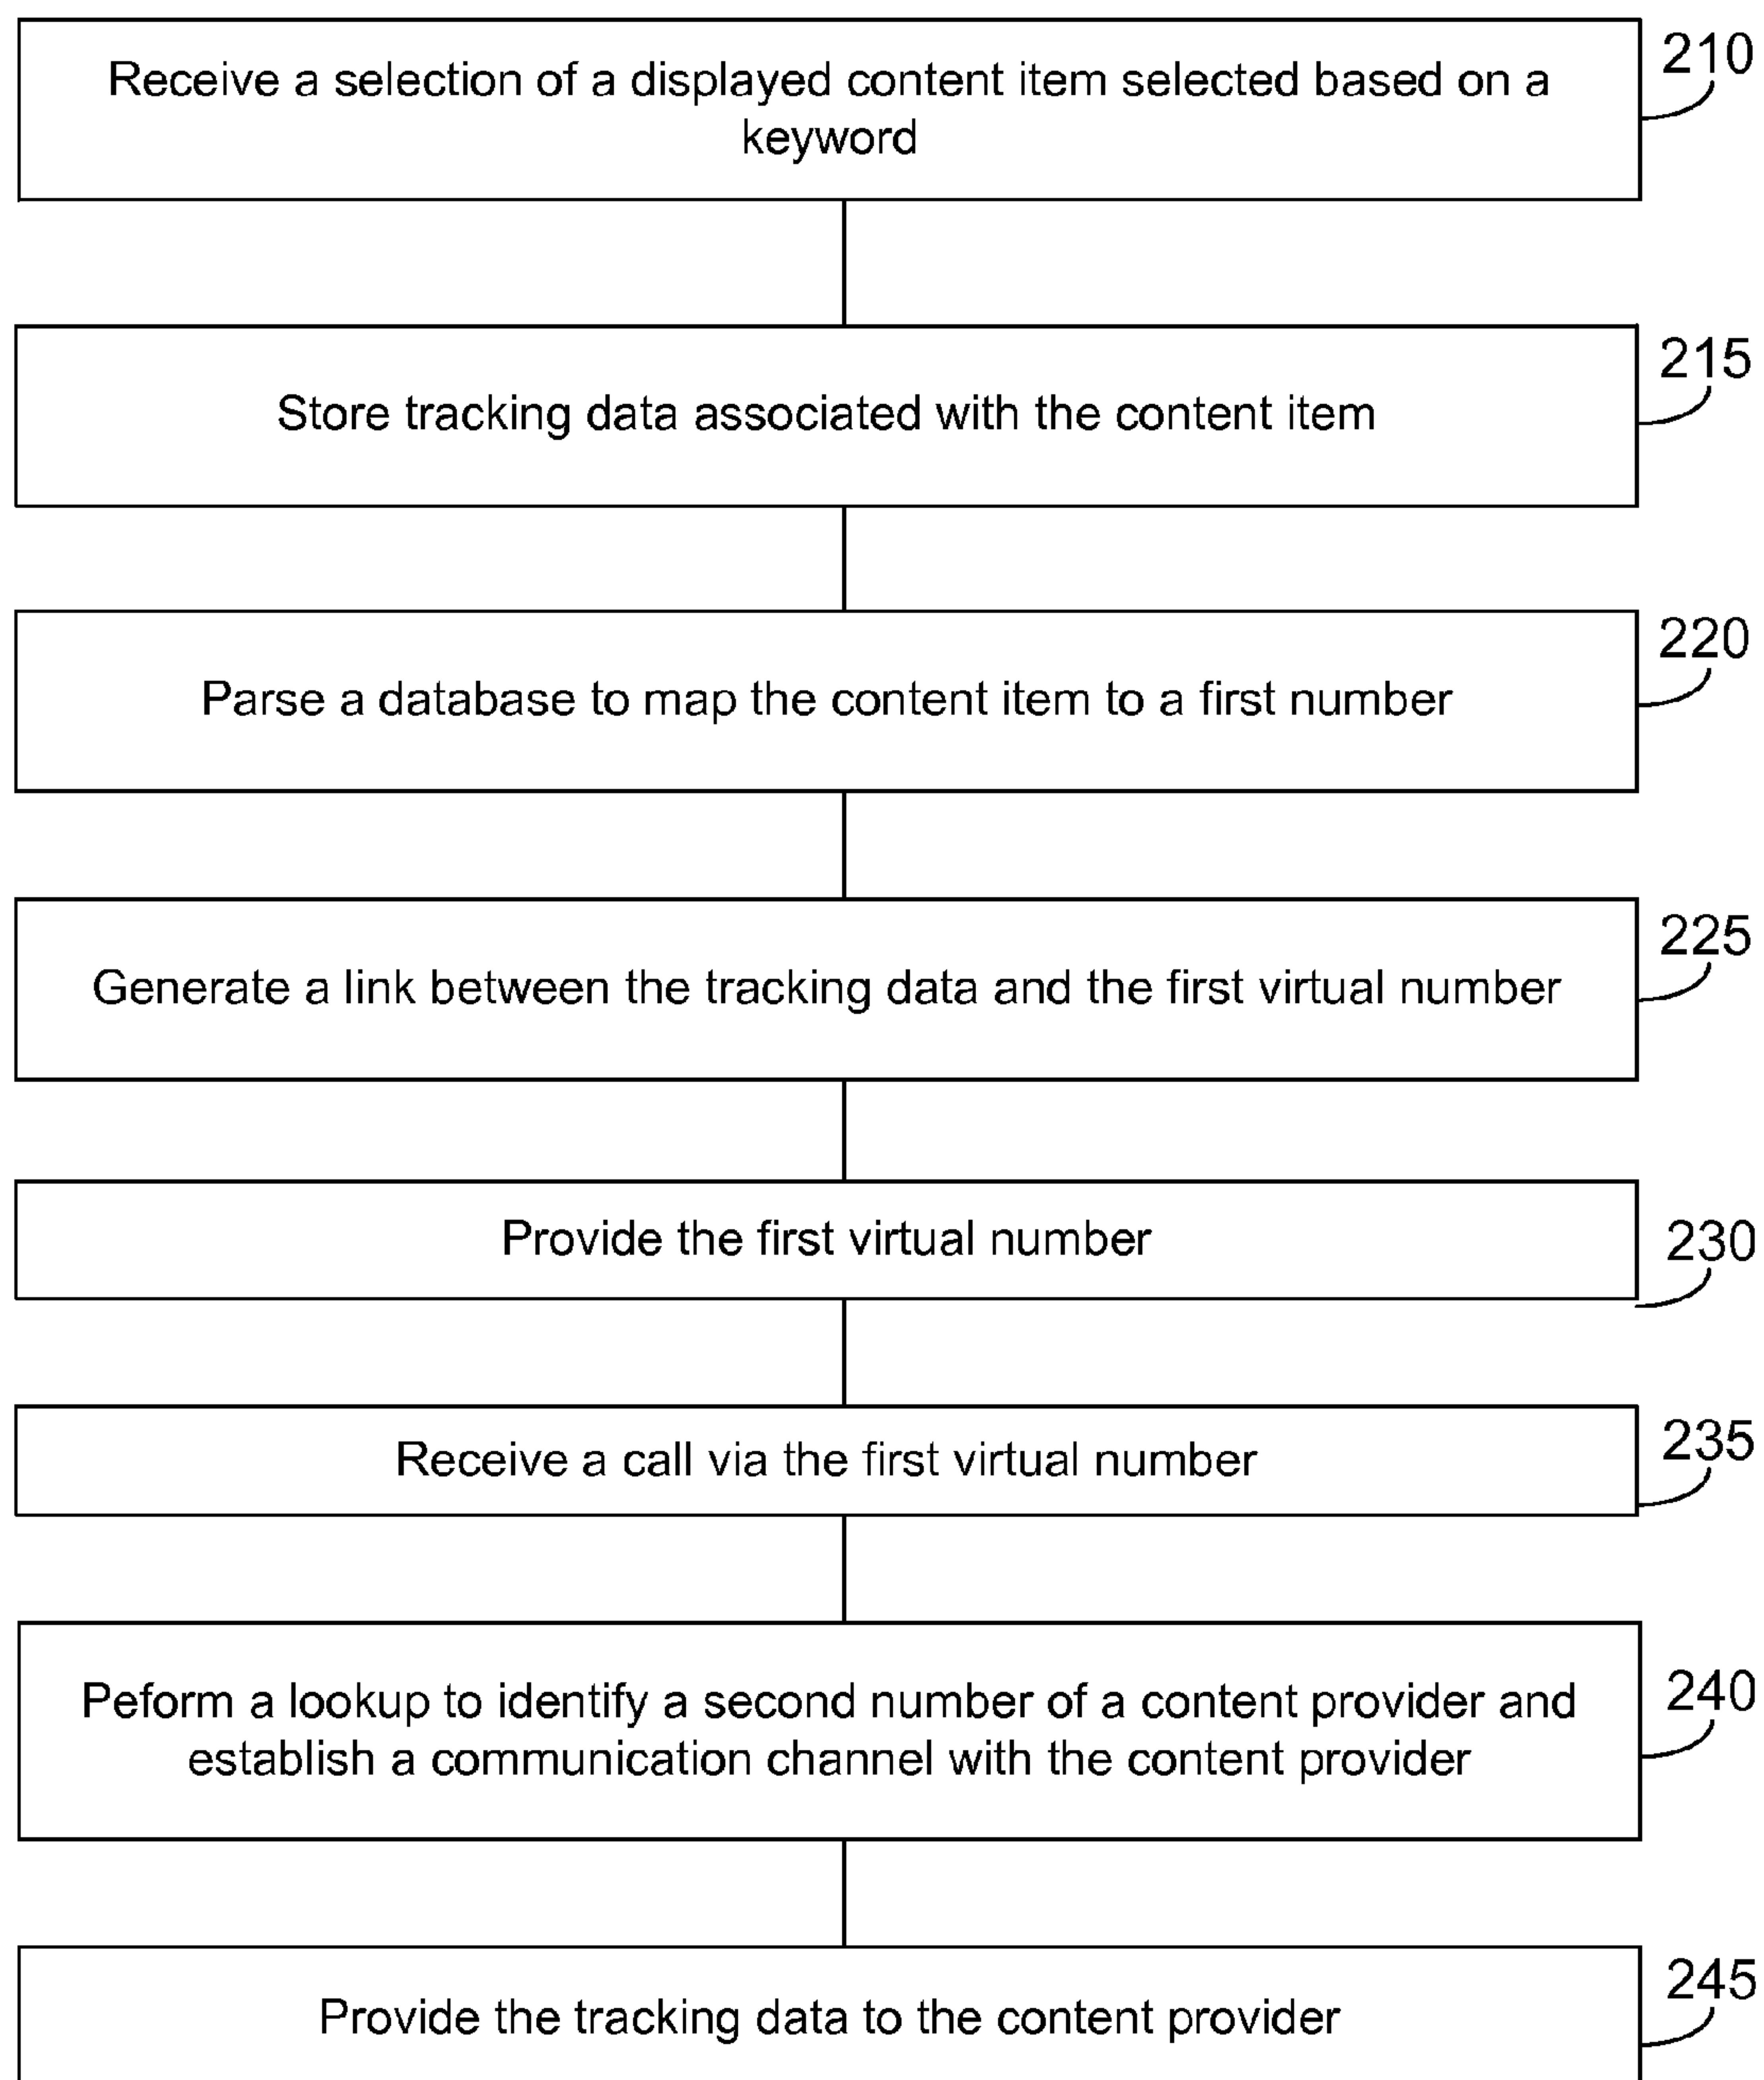 210
Receive a selection of a displayed content item selected based on a
keyword
215
Store tracking data associated with the content item
220
Parse a database to map the content item to a first number
225
Generate a link between the tracking data and the first virtual number
Provide the first virtual number
230
235
Receive a call via the first virtual number
240
Peform a lookup to identify a second number of a content provider and
establish a communication channel with the content provider
245
Provide the tracking data to the content provider